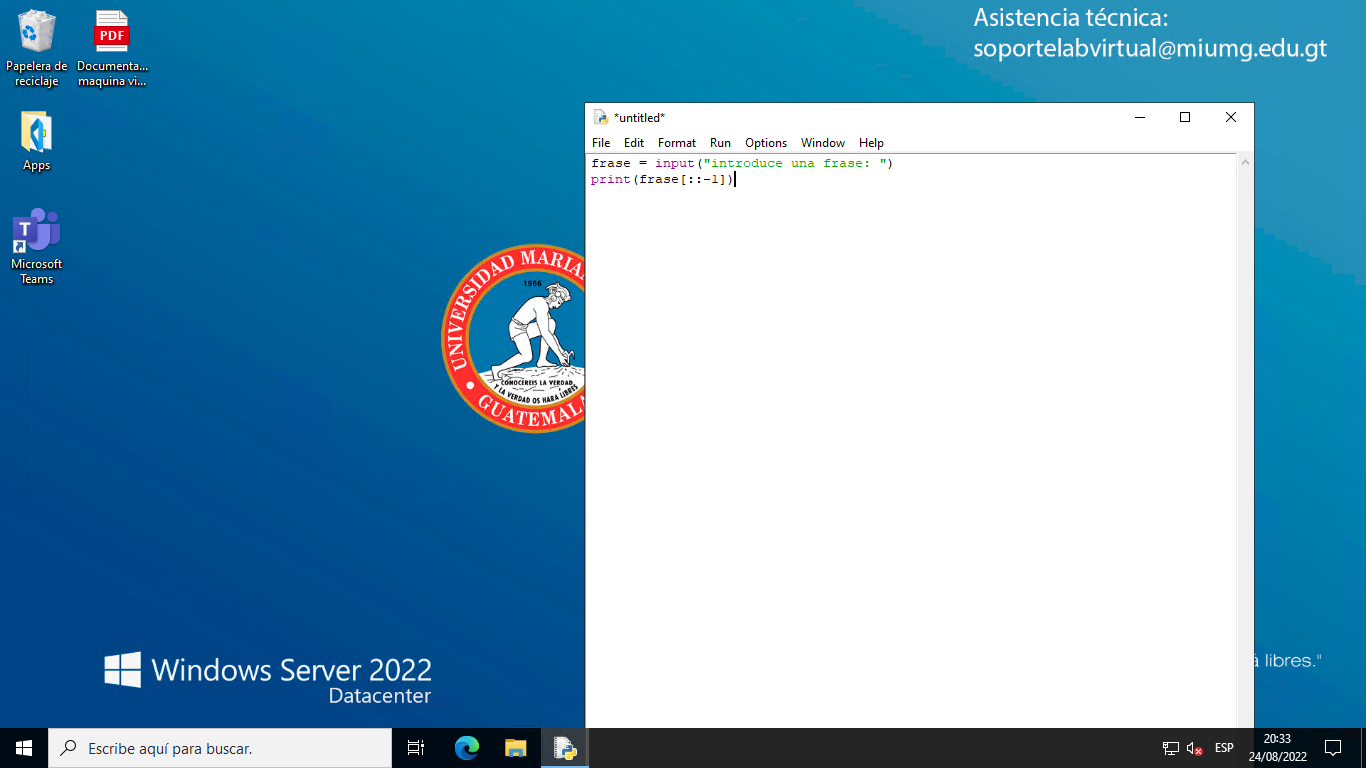 Asistencia técnica:
soportelabvirtual@miumg.edu.gt
Papelera de
reciclaje
PDF
Documenta...
maquina vi...
Apps
T
Microsoft
Teams
*untitled*
File Edit Format Run Options Window Help
frase = input("introduce una frase: ")
print(frase[::-1])
UNIVERSIDAD MARIA
1966
CONOCEREIS LA VERDAD
Y LA VERDAD OS HARA LIBRES
GUATEMALA
Windows Server 2022
Datacenter
á libres."
Escribe aquí para buscar.
ESP
20:33
24/08/2022